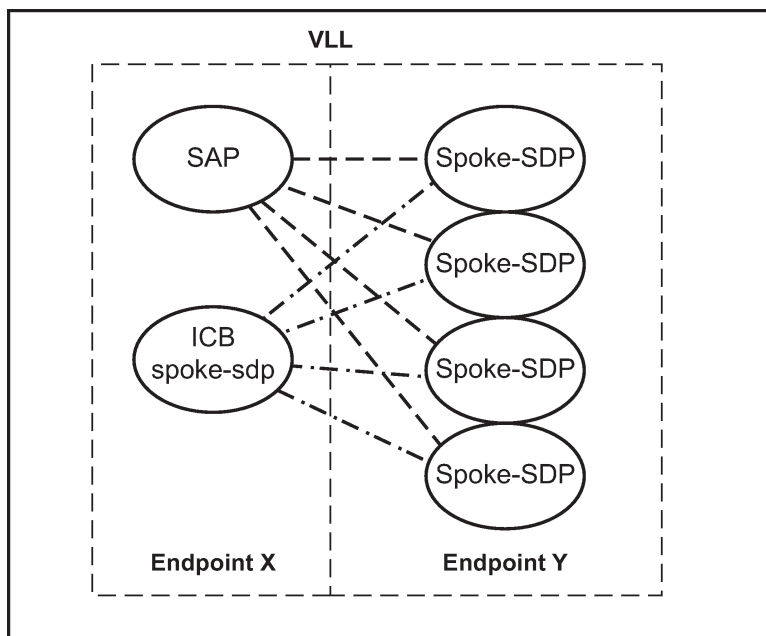 VLL
SAP
ICB
spoke-sdp
Spoke-SDP
Spoke-SDP
Spoke-SDP
Spoke-SDP
Endpoint X
Endpoint Y